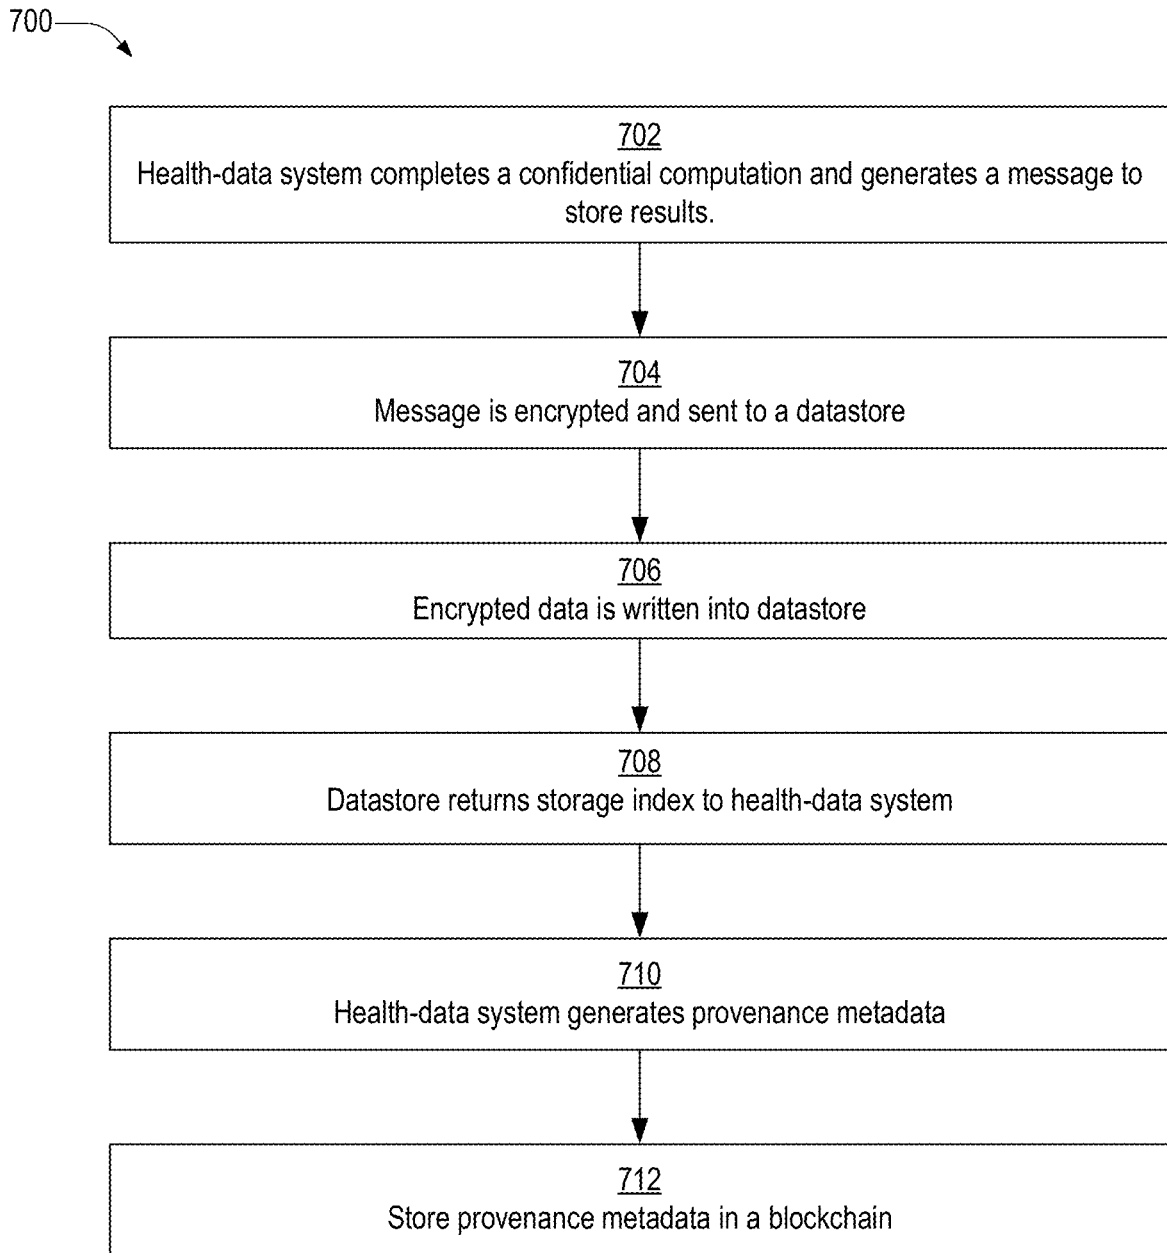 700
702
Health-data system completes a confidential computation and generates a message to
store results.
704
Message is encrypted and sent to a datastore
706
Encrypted data is written into datastore
708
Datastore returns storage index to health-data system
710
Health-data system generates provenance metadata
712
Store provenance metadata in a blockchain